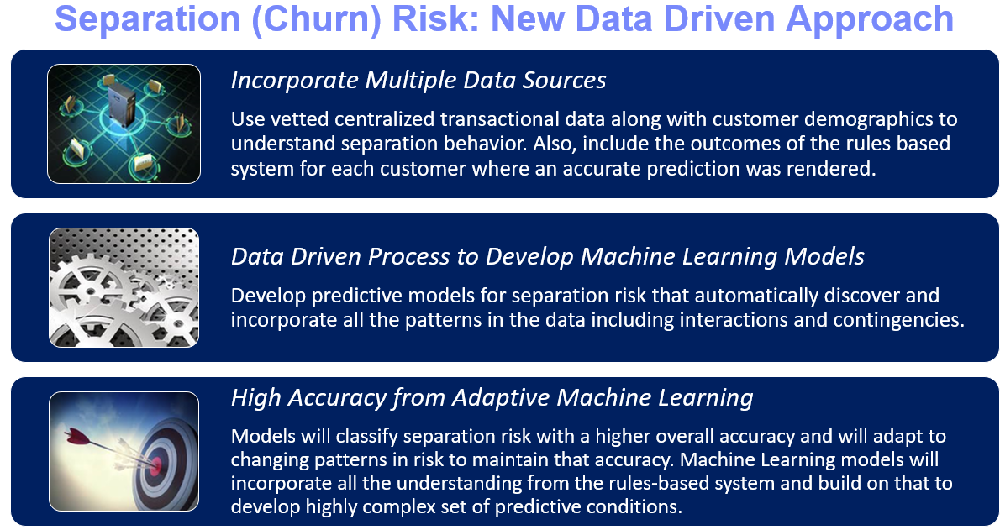 Separation (Churn) Risk: New Data Driven Approach
Incorporate Multiple Data Sources
Use vetted centralized transactional data along with customer demographics to
understand separation behavior. Also, include the outcomes of the rules based
system for each customer where an accurate prediction was rendered.
Data Driven Process to Develop Machine Learning Models
Develop predictive models for separation risk that automatically discover and
incorporate all the patterns in the data including interactions and contingencies.
High Accuracy from Adaptive Machine Learning
Models will classify separation risk with a higher overall accuracy and will adapt to
changing patterns in risk to maintain that accuracy. Machine Learning models will
incorporate all the understanding from the rules-based system and build on that to
develop highly complex set of predictive conditions.